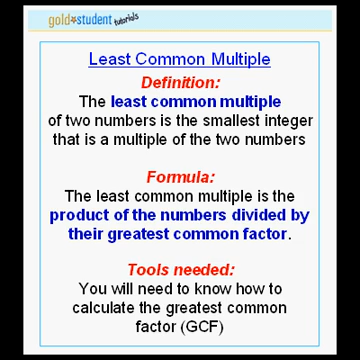 gold★student tutorials
Least Common Multiple
Definition:
The least common multiple
of two numbers is the smallest integer
that is a multiple of the two numbers
Formula:
The least common multiple is the
product of the numbers divided by
their greatest common factor.
Tools needed:
You will need to know how to
calculate the greatest common
factor (GCF)